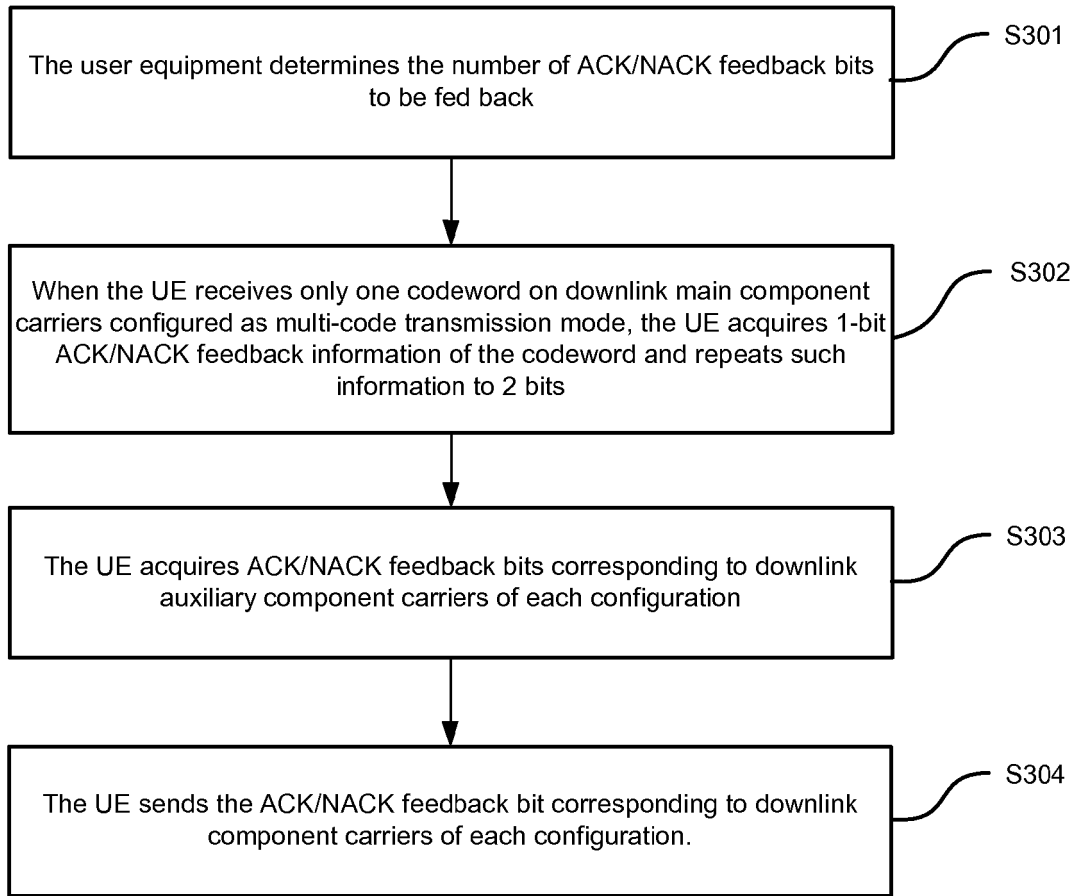 The user equipment determines the number of ACK/NACK feedback bits
to be fed back
S301
When the UE receives only one codeword on downlink main component
carriers configured as multi-code transmission mode, the UE acquires 1-bit
ACK/NACK feedback information of the codeword and repeats such
information to 2 bits
S302
The UE acquires ACK/NACK feedback bits corresponding to downlink
auxiliary component carriers of each configuration
S303
The UE sends the ACK/NACK feedback bit corresponding to downlink
component carriers of each configuration.
S304